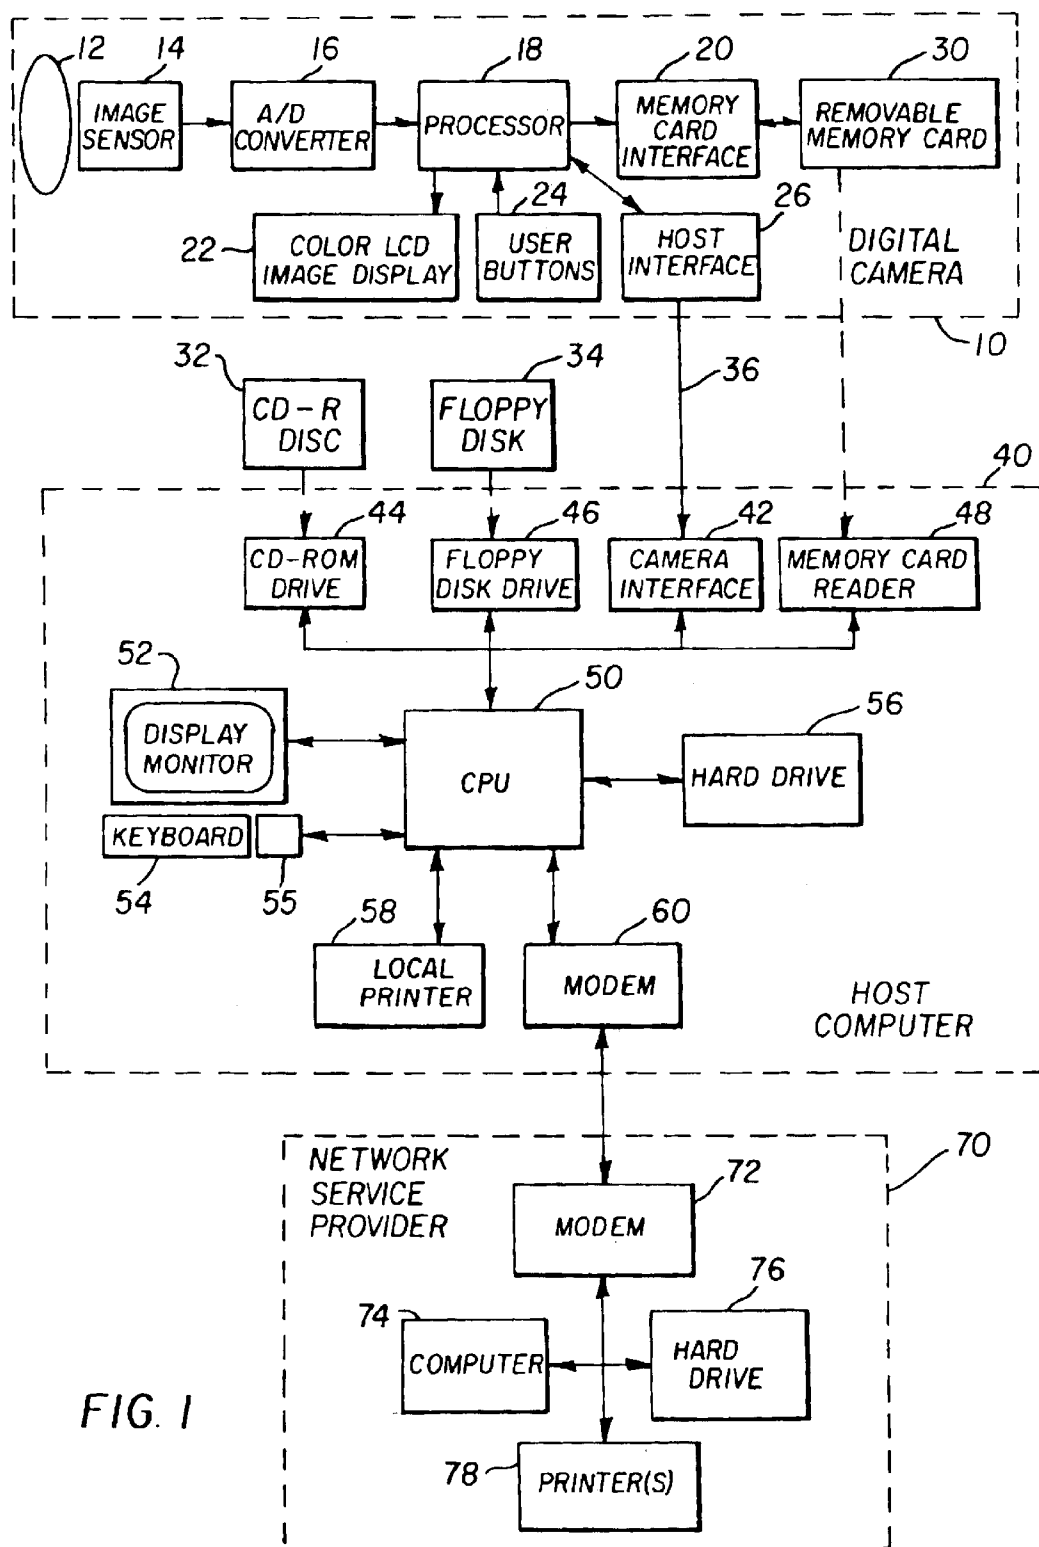 12
14
16
18
20
30
IMAGE
SENSOR
A/D
CONVERTER
PROCESSOR
MEMORY
CARD
INTERFACE
REMOVABLE
MEMORY CARD
22
COLOR LCD
IMAGE DISPLAY
24
USER
BUTTONS
26
HOST
INTERFACE
DIGITAL
CAMERA
10
32
CD-R
DISC
34
FLOPPY
DISK
36
40
44
CD-ROM
DRIVE
46
FLOPPY
DISK DRIVE
42
CAMERA
INTERFACE
48
MEMORY CARD
READER
52
DISPLAY
MONITOR
50
CPU
56
HARD DRIVE
KEYBOARD
54
55
58
LOCAL
PRINTER
60
MODEM
HOST
COMPUTER
NETWORK
SERVICE
PROVIDER
70
72
MODEM
74
COMPUTER
76
HARD
DRIVE
78
PRINTER(S)
FIG. 1